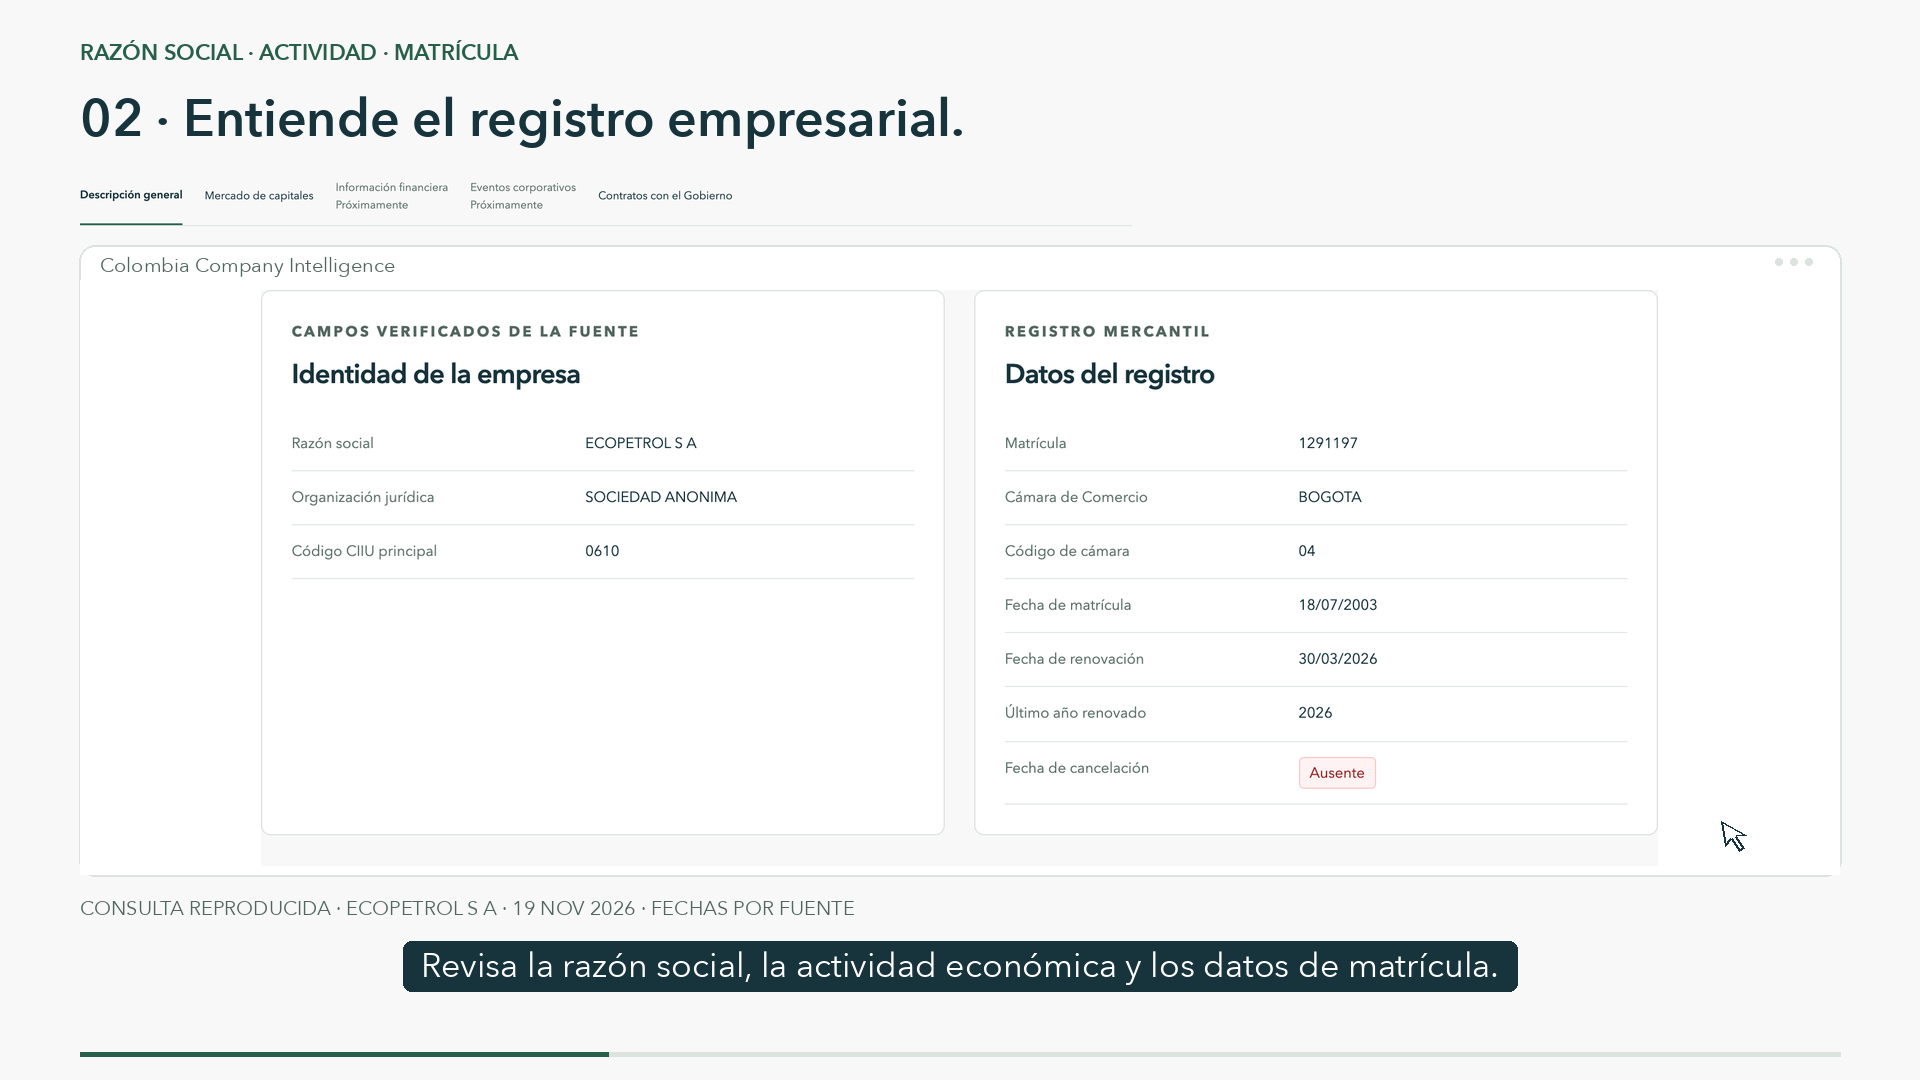 RAZÓN SOCIAL · ACTIVIDAD · MATRÍCULA
02 · Entiende el registro empresarial.
Descripción general
Mercado de capitales
Información financiera
Próximamente
Eventos corporativos
Próximamente
Contratos con el Gobierno
Colombia Company Intelligence
CAMPOS VERIFICADOS DE LA FUENTE
Identidad de la empresa
Razón social ECOPETROL S A
Organización jurídica SOCIEDAD ANONIMA
Código CIIU principal 0610
REGISTRO MERCANTIL
Datos del registro
Matrícula 1291197
Cámara de Comercio BOGOTA
Código de cámara 04
Fecha de matrícula 18/07/2003
Fecha de renovación 30/03/2026
Último año renovado 2026
Fecha de cancelación Ausente
CONSULTA REPRODUCIDA · ECOPETROL S A · 19 NOV 2026 · FECHAS POR FUENTE
Revisa la razón social, la actividad económica y los datos de matrícula.